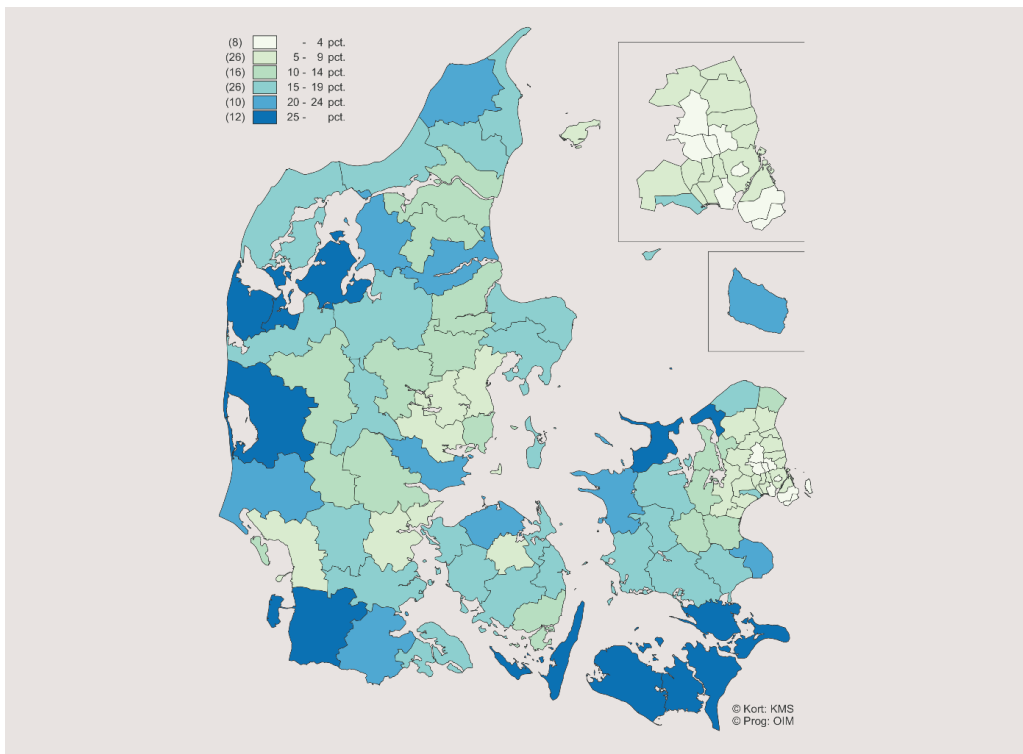 (8) - 4 pct.
(26) 5 - 9 pct.
(16) 10 - 14 pct.
(26) 15 - 19 pct.
(10) 20 - 24 pct.
(12) 25 - pct.
© Kort: KMS
© Prog: OIM